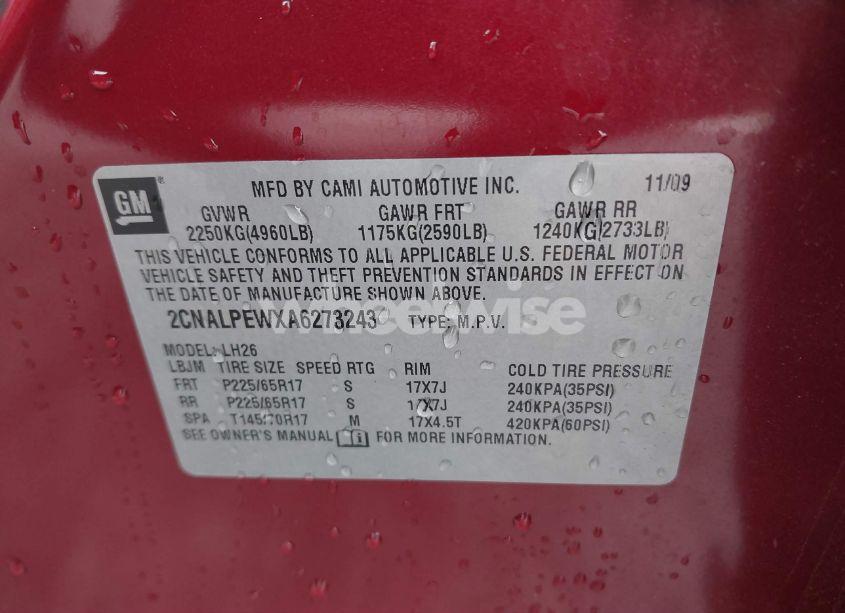 GM
MFD BY CAMI AUTOMOTIVE INC. 11/09
GVWR GAWR FRT GAWR RR
2250KG(4960LB) 1175KG(2590LB) 1240KG(2733LB)
THIS VEHICLE CONFORMS TO ALL APPLICABLE U.S. FEDERAL MOTOR
VEHICLE SAFETY AND THEFT PREVENTION STANDARDS IN EFFECT ON
THE DATE OF MANUFACTURE SHOWN ABOVE.
2CNALPEWXA6273243 TYPE: M.P.V.
wheelwise
MODEL: LH26
LBJM TIRE SIZE SPEED RTG RIM COLD TIRE PRESSURE
FRT P225/65R17 S 17X7J 240KPA(35PSI)
RR P225/65R17 S 17X7J 240KPA(35PSI)
SPA T145/70R17 M 17X4.5T 420KPA(60PSI)
SEE OWNER'S MANUAL FOR MORE INFORMATION.